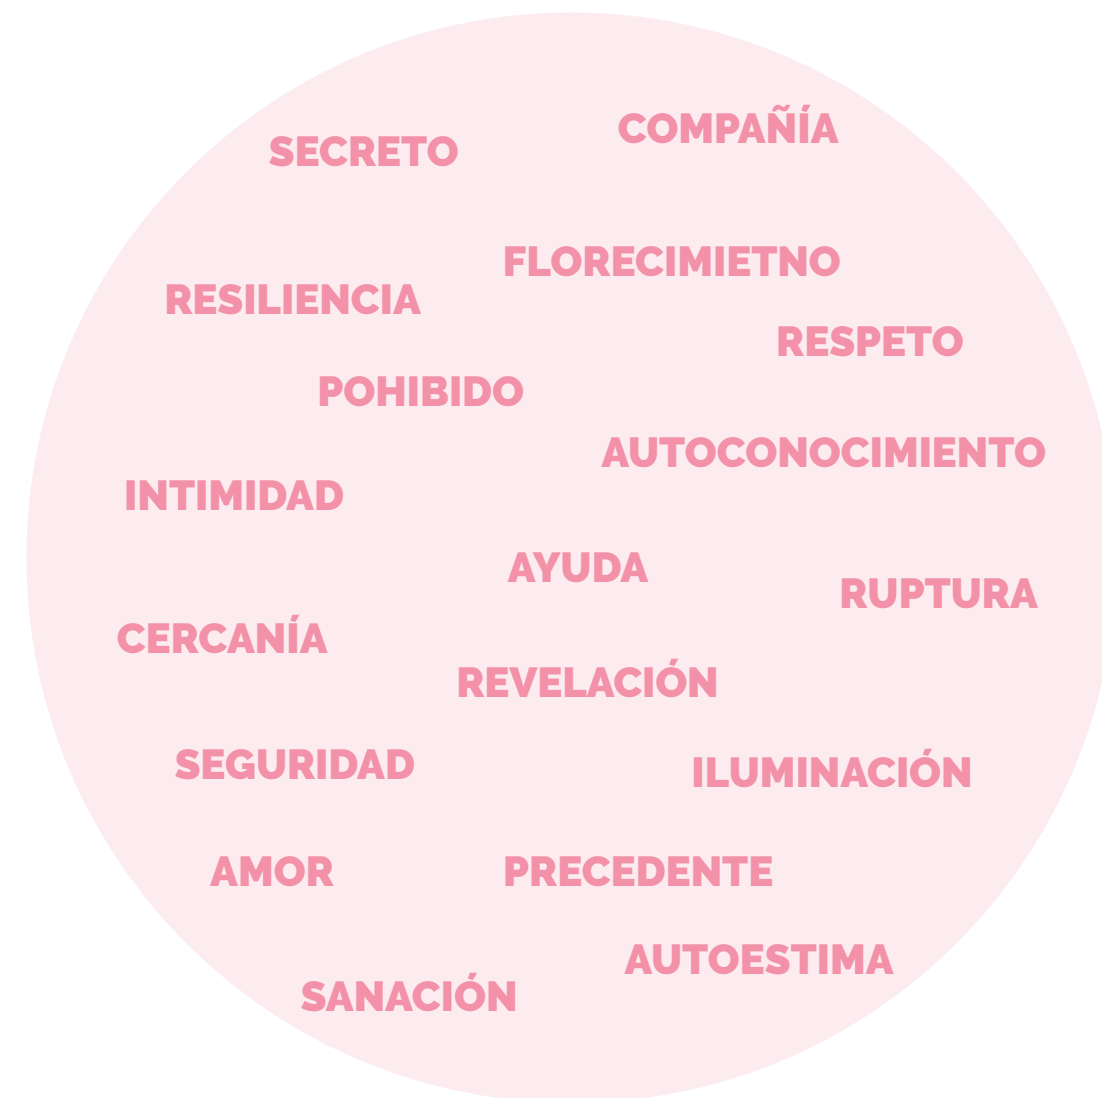 COMPAÑÍA
SECRETO
FLORECIMIETNO
RESILIENCIA
RESPETO
POHIBIDO
AUTOCONOCIMIENTO
INTIMIDAD
AYUDA
RUPTURA
CERCANÍA
REVELACIÓN
SEGURIDAD
ILUMINACIÓN
AMOR
PRECEDENTE
AUTOESTIMA
SANACIÓN